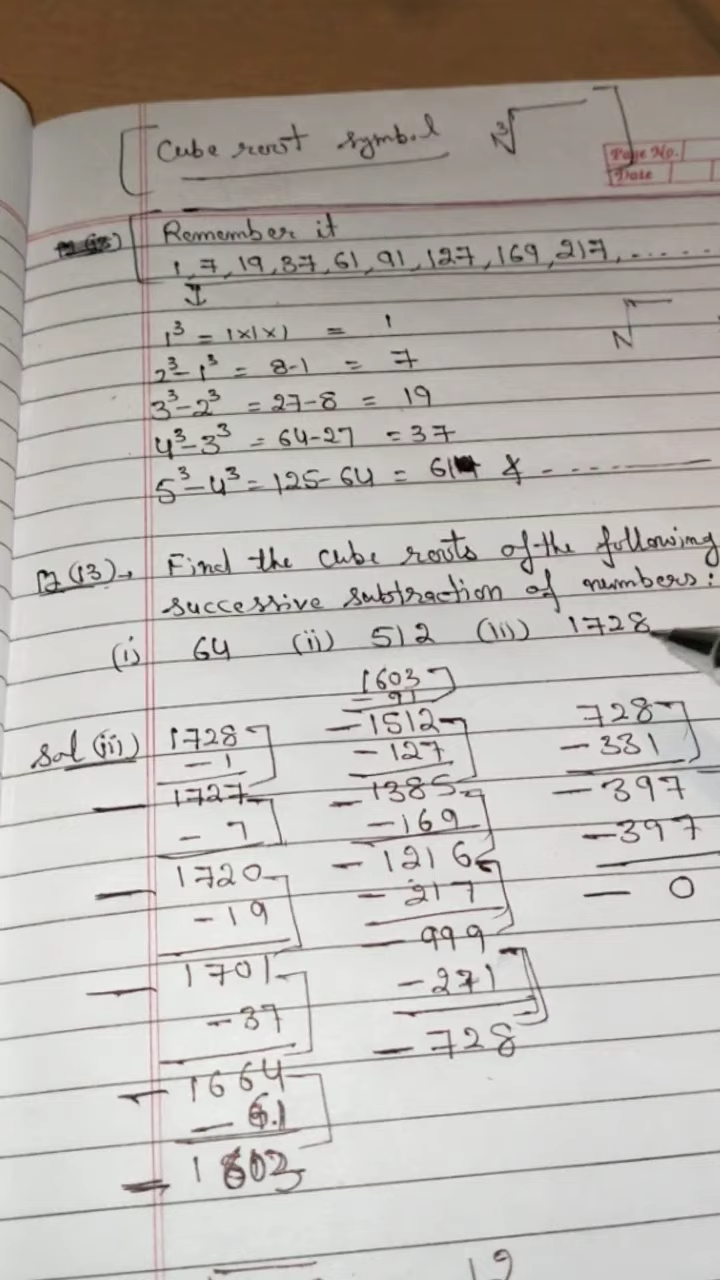 [Cube root symbol ∛ ]
Page No.
Date
Remember it
1, 7, 19, 37, 61, 91, 127, 169, 217, ......
1³ = 1×1×1 = 1
2³-1³ = 8-1 = 7
3³-2³ = 27-8 = 19
4³-3³ = 64-27 = 37
5³-4³ = 125-64 = 61
(13) → Find the cube roots of the following
successive subtraction of numbers:
(i) 64 (ii) 512 (iii) 1728
Sol (iii) 1728
- 1
1727
- 7
1720
- 19
1701
- 37
1664
- 61
1603
1603
- 91
1512
- 127
1385
- 169
1216
- 217
999
- 271
728
728
- 331
397
- 397
0